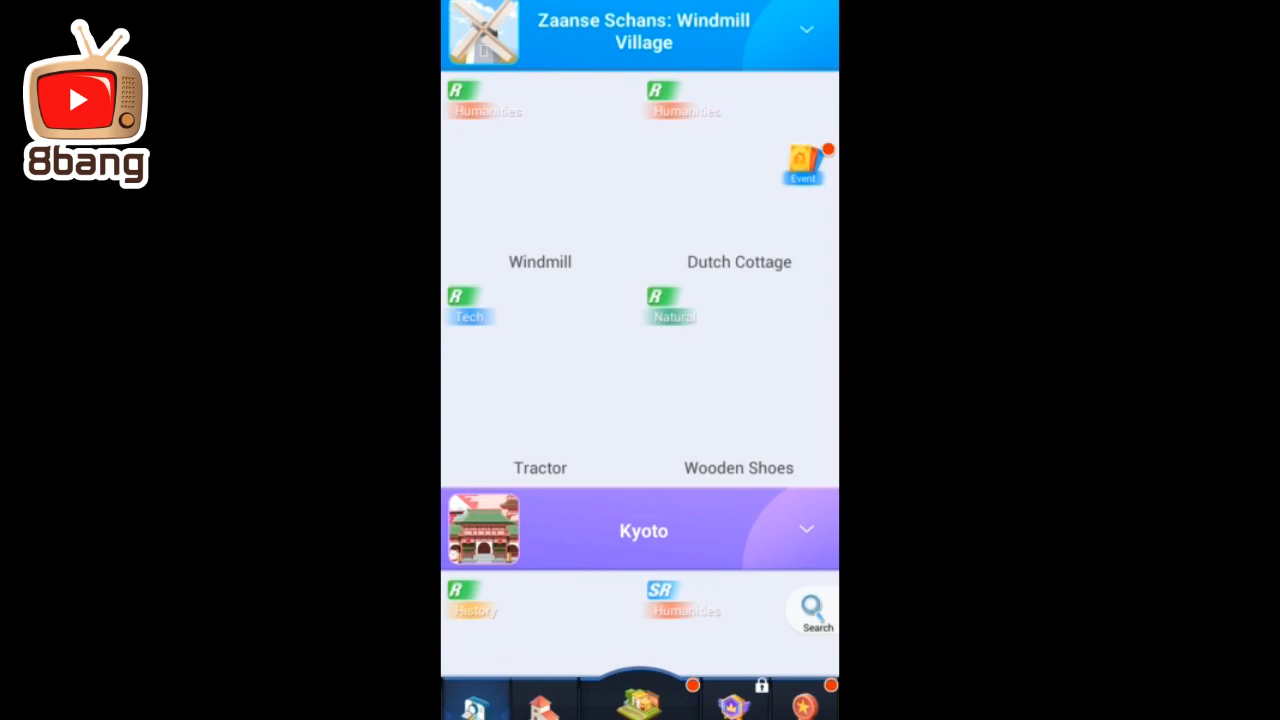 8bang
Zaanse Schans: Windmill
Village
R
Humanities
R
Humanities
Event
Windmill
Dutch Cottage
R
Tech
R
Natural
Tractor
Wooden Shoes
Kyoto
R
History
SR
Humanities
Search